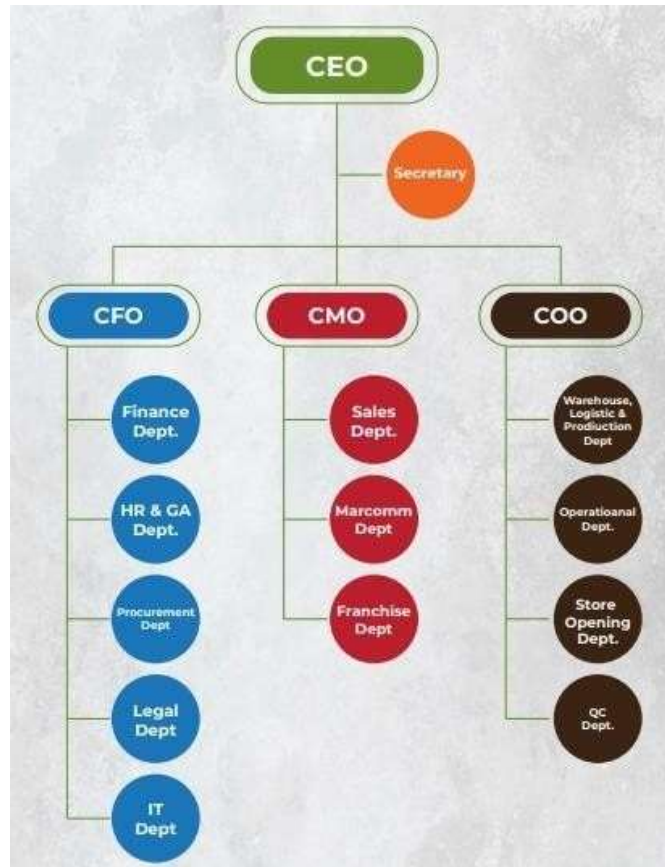 CEO
Secretary
CFO
CMO
COO
Finance
Dept.
HR & GA
Dept.
Procurement
Dept
Legal
Dept
IT
Dept
Sales
Dept.
Marcomm
Dept
Franchise
Dept
Warehouse,
Logistic &
Prodiuction
Dept
Operatioanal
Dept.
Store
Opening
Dept.
QC
Dept.